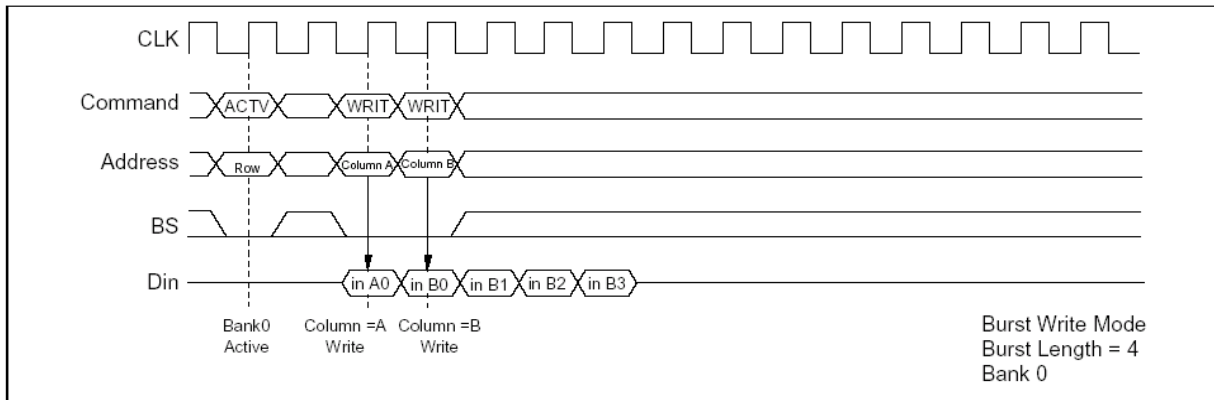 CLK
Command ACTV WRIT WRIT
Address Row Column A Column B
BS
Din in A0 in B0 in B1 in B2 in B3
Bank0 Column =A Column =B
Active Write Write
Burst Write Mode
Burst Length = 4
Bank 0